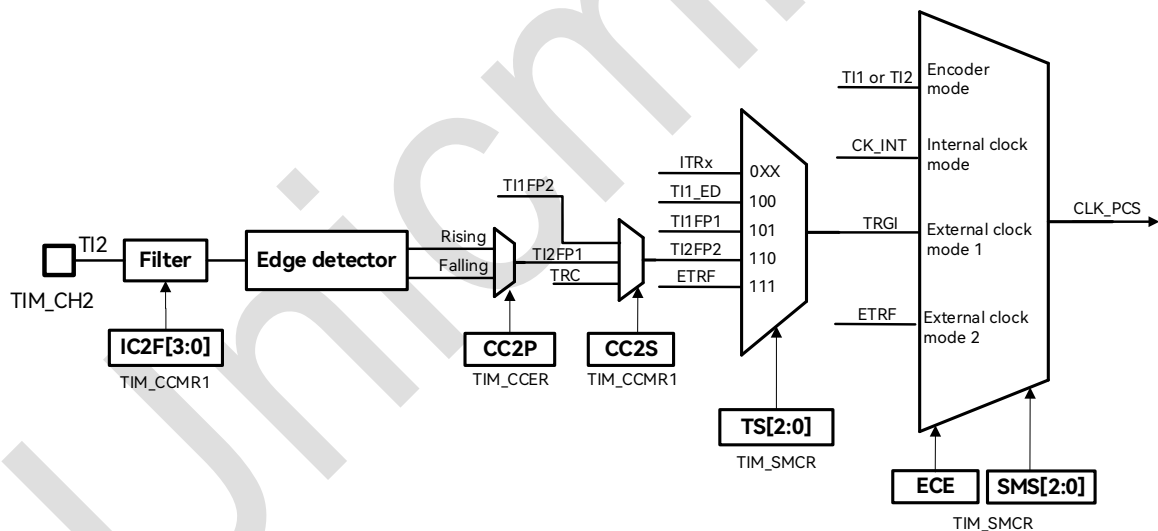 Unicmi
TI1 or TI2
Encoder
mode
CK_INT
Internal clock
mode
ITRx
0XX
TI1FP2
TI1_ED
100
CLK_PCS
TI1FP1
101
TRGI
External clock
mode 1
TI2
Rising
Filter
Edge detector
TI2FP1
TI2FP2
110
Falling
TRC
ETRF
111
TIM_CH2
ETRF
External clock
mode 2
IC2F[3:0]
CC2P
CC2S
TIM_CCMR1
TIM_CCER
TIM_CCMR1
TS[2:0]
TIM_SMCR
ECE
SMS[2:0]
TIM_SMCR